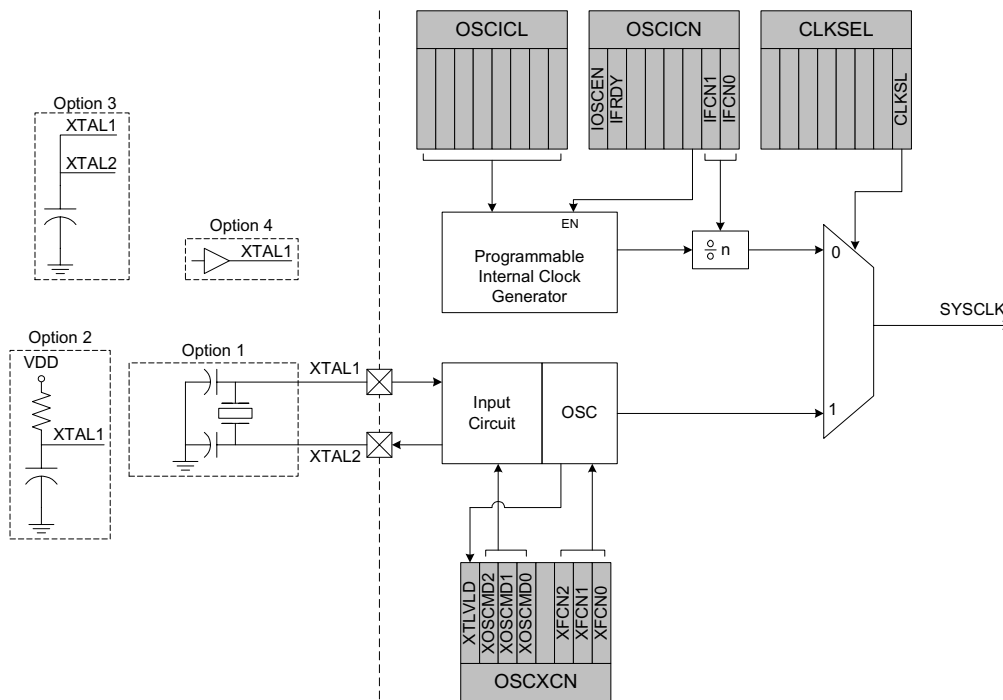 OSCICL
OSCICN
CLKSEL
IOSCEN
IFRDY
IFCN1
IFCN0
CLKSL
Option 3
XTAL1
XTAL2
Option 4
XTAL1
EN
Programmable
Internal Clock
Generator
n
0
SYSCLK
Option 2
VDD
XTAL1
Option 1
XTAL1
XTAL2
Input
Circuit
OSC
1
XTLVLD
XOSCMD2
XOSCMD1
XOSCMD0
XFCN2
XFCN1
XFCN0
OSCXCN